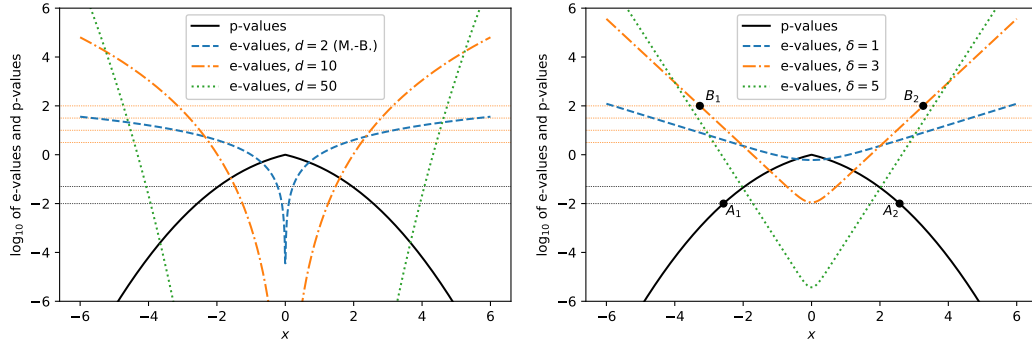 log₁₀ of e-values and p-values
6
4
2
0
−2
−4
−6
p-values
e-values, d = 2 (M.-B.)
e-values, d = 10
e-values, d = 50
−6 −4 −2 0 2 4 6
x
log₁₀ of e-values and p-values
6
4
2
0
−2
−4
−6
p-values
e-values, δ = 1
e-values, δ = 3
e-values, δ = 5
B₁ B₂
A₁ A₂
−6 −4 −2 0 2 4 6
x